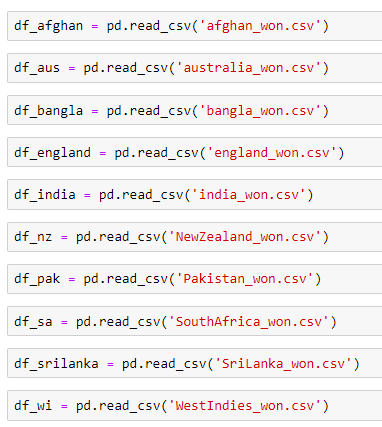 df_afghan = pd.read_csv('afghan_won.csv')
df_aus = pd.read_csv('australia_won.csv')
df_bangla = pd.read_csv('bangla_won.csv')
df_england = pd.read_csv('england_won.csv')
df_india = pd.read_csv('india_won.csv')
df_nz = pd.read_csv('NewZealand_won.csv')
df_pak = pd.read_csv('Pakistan_won.csv')
df_sa = pd.read_csv('SouthAfrica_won.csv')
df_srilanka = pd.read_csv('SriLanka_won.csv')
df_wi = pd.read_csv('WestIndies_won.csv')